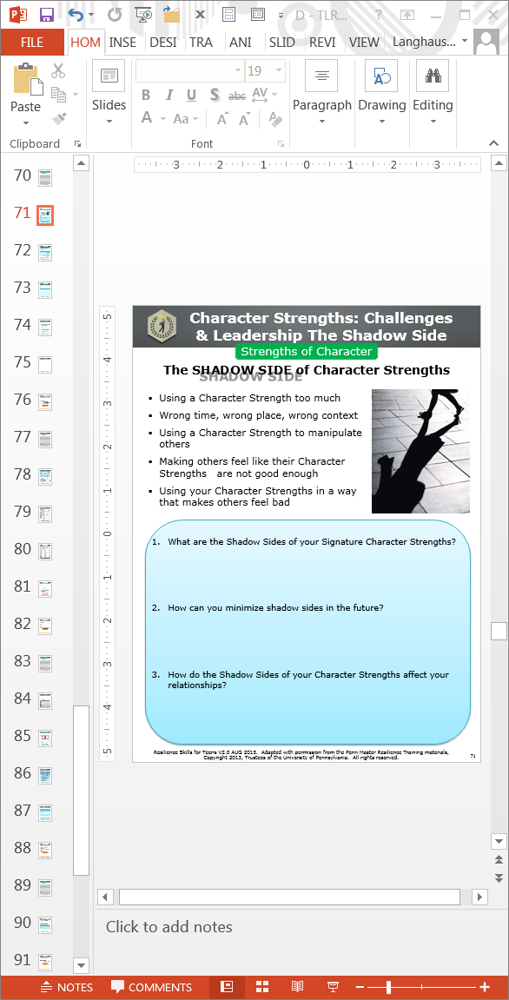 D - TLR...
?
FILE
HOM
INSE
DESI
TRA
ANI
SLID
REVI
VIEW
Langhaus...
19
Paste
Slides
B I U S abc AV
A Aa A A
Paragraph
Drawing
Editing
Clipboard
Font
70
71
72
73
74
75
76
77
78
79
80
81
82
83
84
85
86
87
88
89
90
91
3 2 1 0 1 2 3
5
4
3
2
1
0
1
2
3
4
5
Character Strengths: Challenges
& Leadership The Shadow Side
Strengths of Character
The SHADOW SIDE of Character Strengths
SHADOW SIDE
▪ Using a Character Strength too much
▪ Wrong time, wrong place, wrong context
▪ Using a Character Strength to manipulate
others
▪ Making others feel like their Character
Strengths are not good enough
▪ Using your Character Strengths in a way
that makes others feel bad
1. What are the Shadow Sides of your Signature Character Strengths?
2. How can you minimize shadow sides in the future?
3. How do the Shadow Sides of your Character Strengths affect your
relationships?
Resilience Skills for Teens V2.0 AUG 2015. Adapted with permission from the Penn Master Resilience Training materials,
Copyright 2013, Trustees of the University of Pennsylvania. All rights reserved.
71
Click to add notes
NOTES
COMMENTS